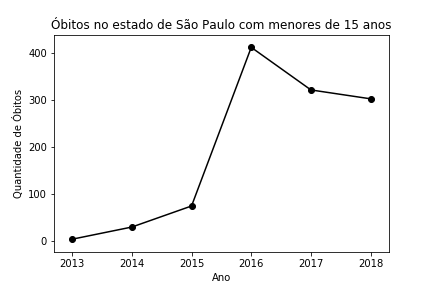 Óbitos no estado de São Paulo com menores de 15 anos
400
300
200
100
0
Quantidade de Óbitos
2013 2014 2015 2016 2017 2018
Ano